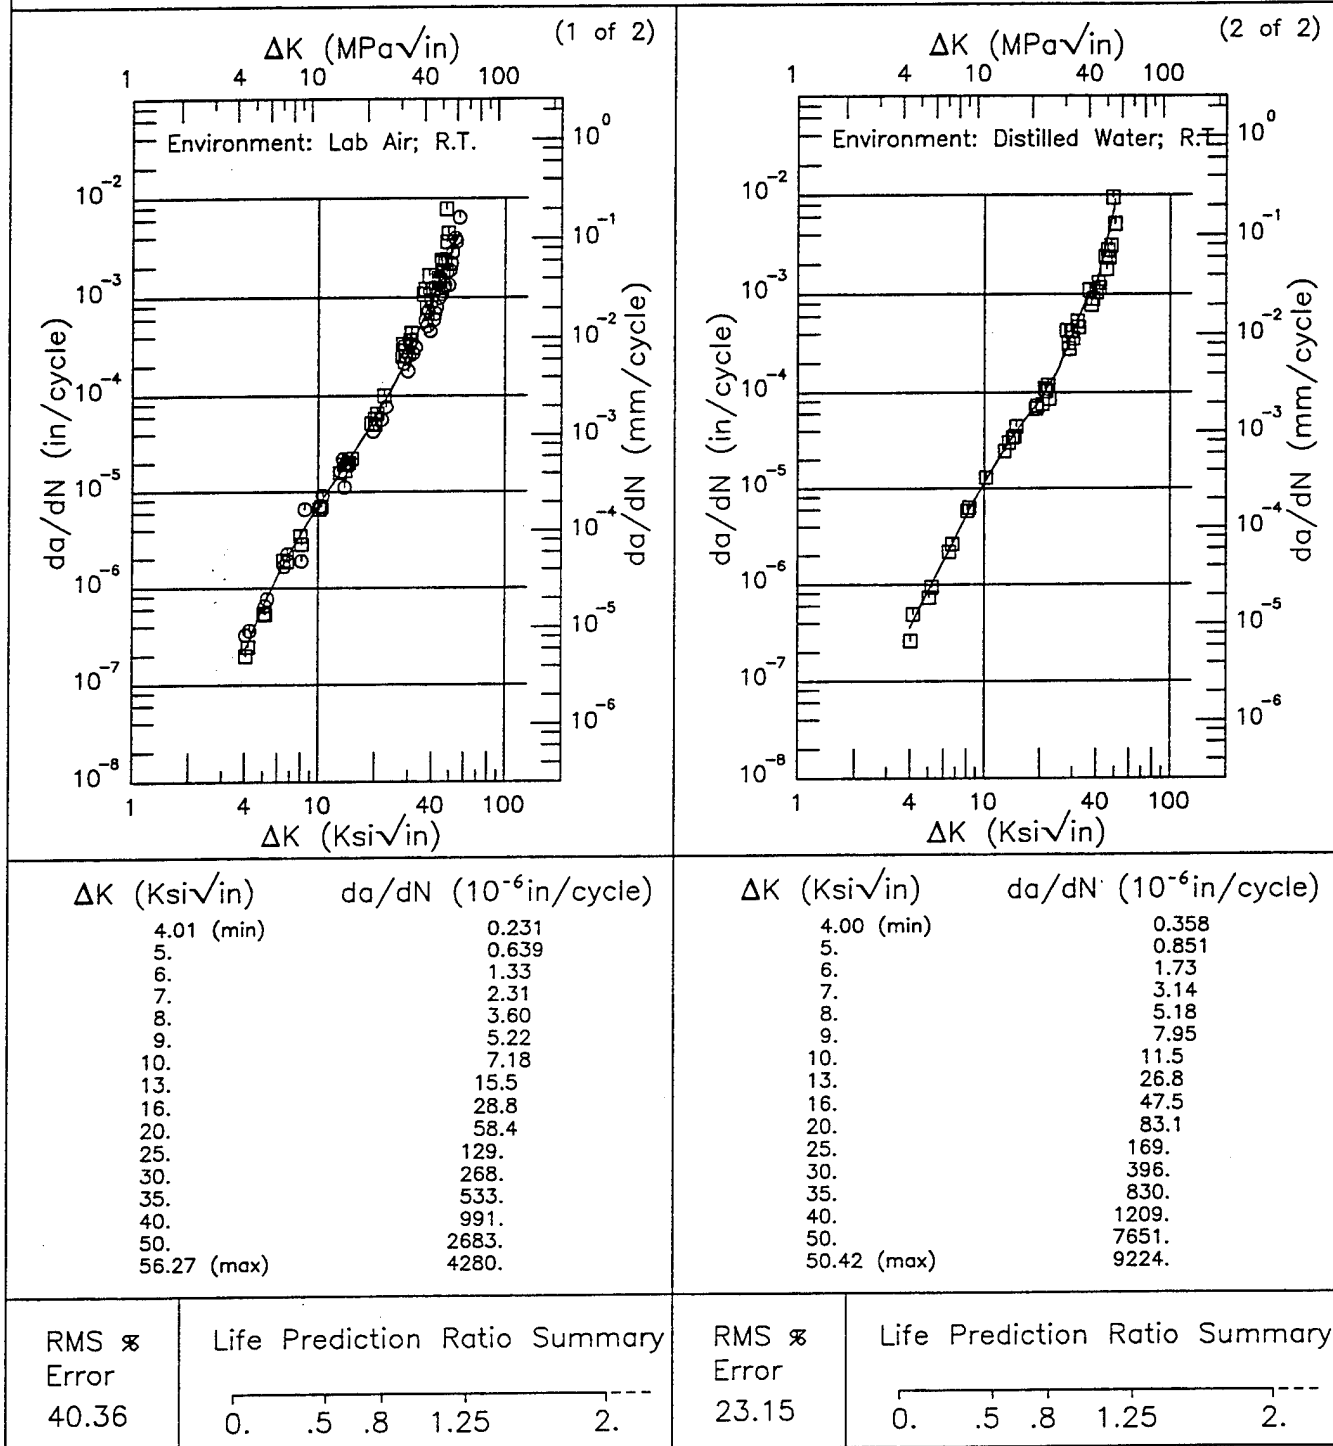 (1 of 2)
ΔK (MPa√in)
1 4 10 40 100
Environment: Lab Air; R.T.
da/dN (in/cycle)
10⁻²
10⁻³
10⁻⁴
10⁻⁵
10⁻⁶
10⁻⁷
10⁻⁸
da/dN (mm/cycle)
10⁰
10⁻¹
10⁻²
10⁻³
10⁻⁴
10⁻⁵
10⁻⁶
1 4 10 40 100
ΔK (Ksi√in)
ΔK (Ksi√in) da/dN (10⁻⁶in/cycle)
4.01 (min) 0.231
5. 0.639
6. 1.33
7. 2.31
8. 3.60
9. 5.22
10. 7.18
13. 15.5
16. 28.8
20. 58.4
25. 129.
30. 268.
35. 533.
40. 991.
50. 2683.
56.27 (max) 4280.
RMS %
Error
40.36
Life Prediction Ratio Summary
0. .5 .8 1.25 2.
(2 of 2)
ΔK (MPa√in)
1 4 10 40 100
Environment: Distilled Water; R.T.
da/dN (in/cycle)
10⁻²
10⁻³
10⁻⁴
10⁻⁵
10⁻⁶
10⁻⁷
10⁻⁸
da/dN (mm/cycle)
10⁰
10⁻¹
10⁻²
10⁻³
10⁻⁴
10⁻⁵
10⁻⁶
1 4 10 40 100
ΔK (Ksi√in)
ΔK (Ksi√in) da/dN (10⁻⁶in/cycle)
4.00 (min) 0.358
5. 0.851
6. 1.73
7. 3.14
8. 5.18
9. 7.95
10. 11.5
13. 26.8
16. 47.5
20. 83.1
25. 169.
30. 396.
35. 830.
40. 1209.
50. 7651.
50.42 (max) 9224.
RMS %
Error
23.15
Life Prediction Ratio Summary
0. .5 .8 1.25 2.